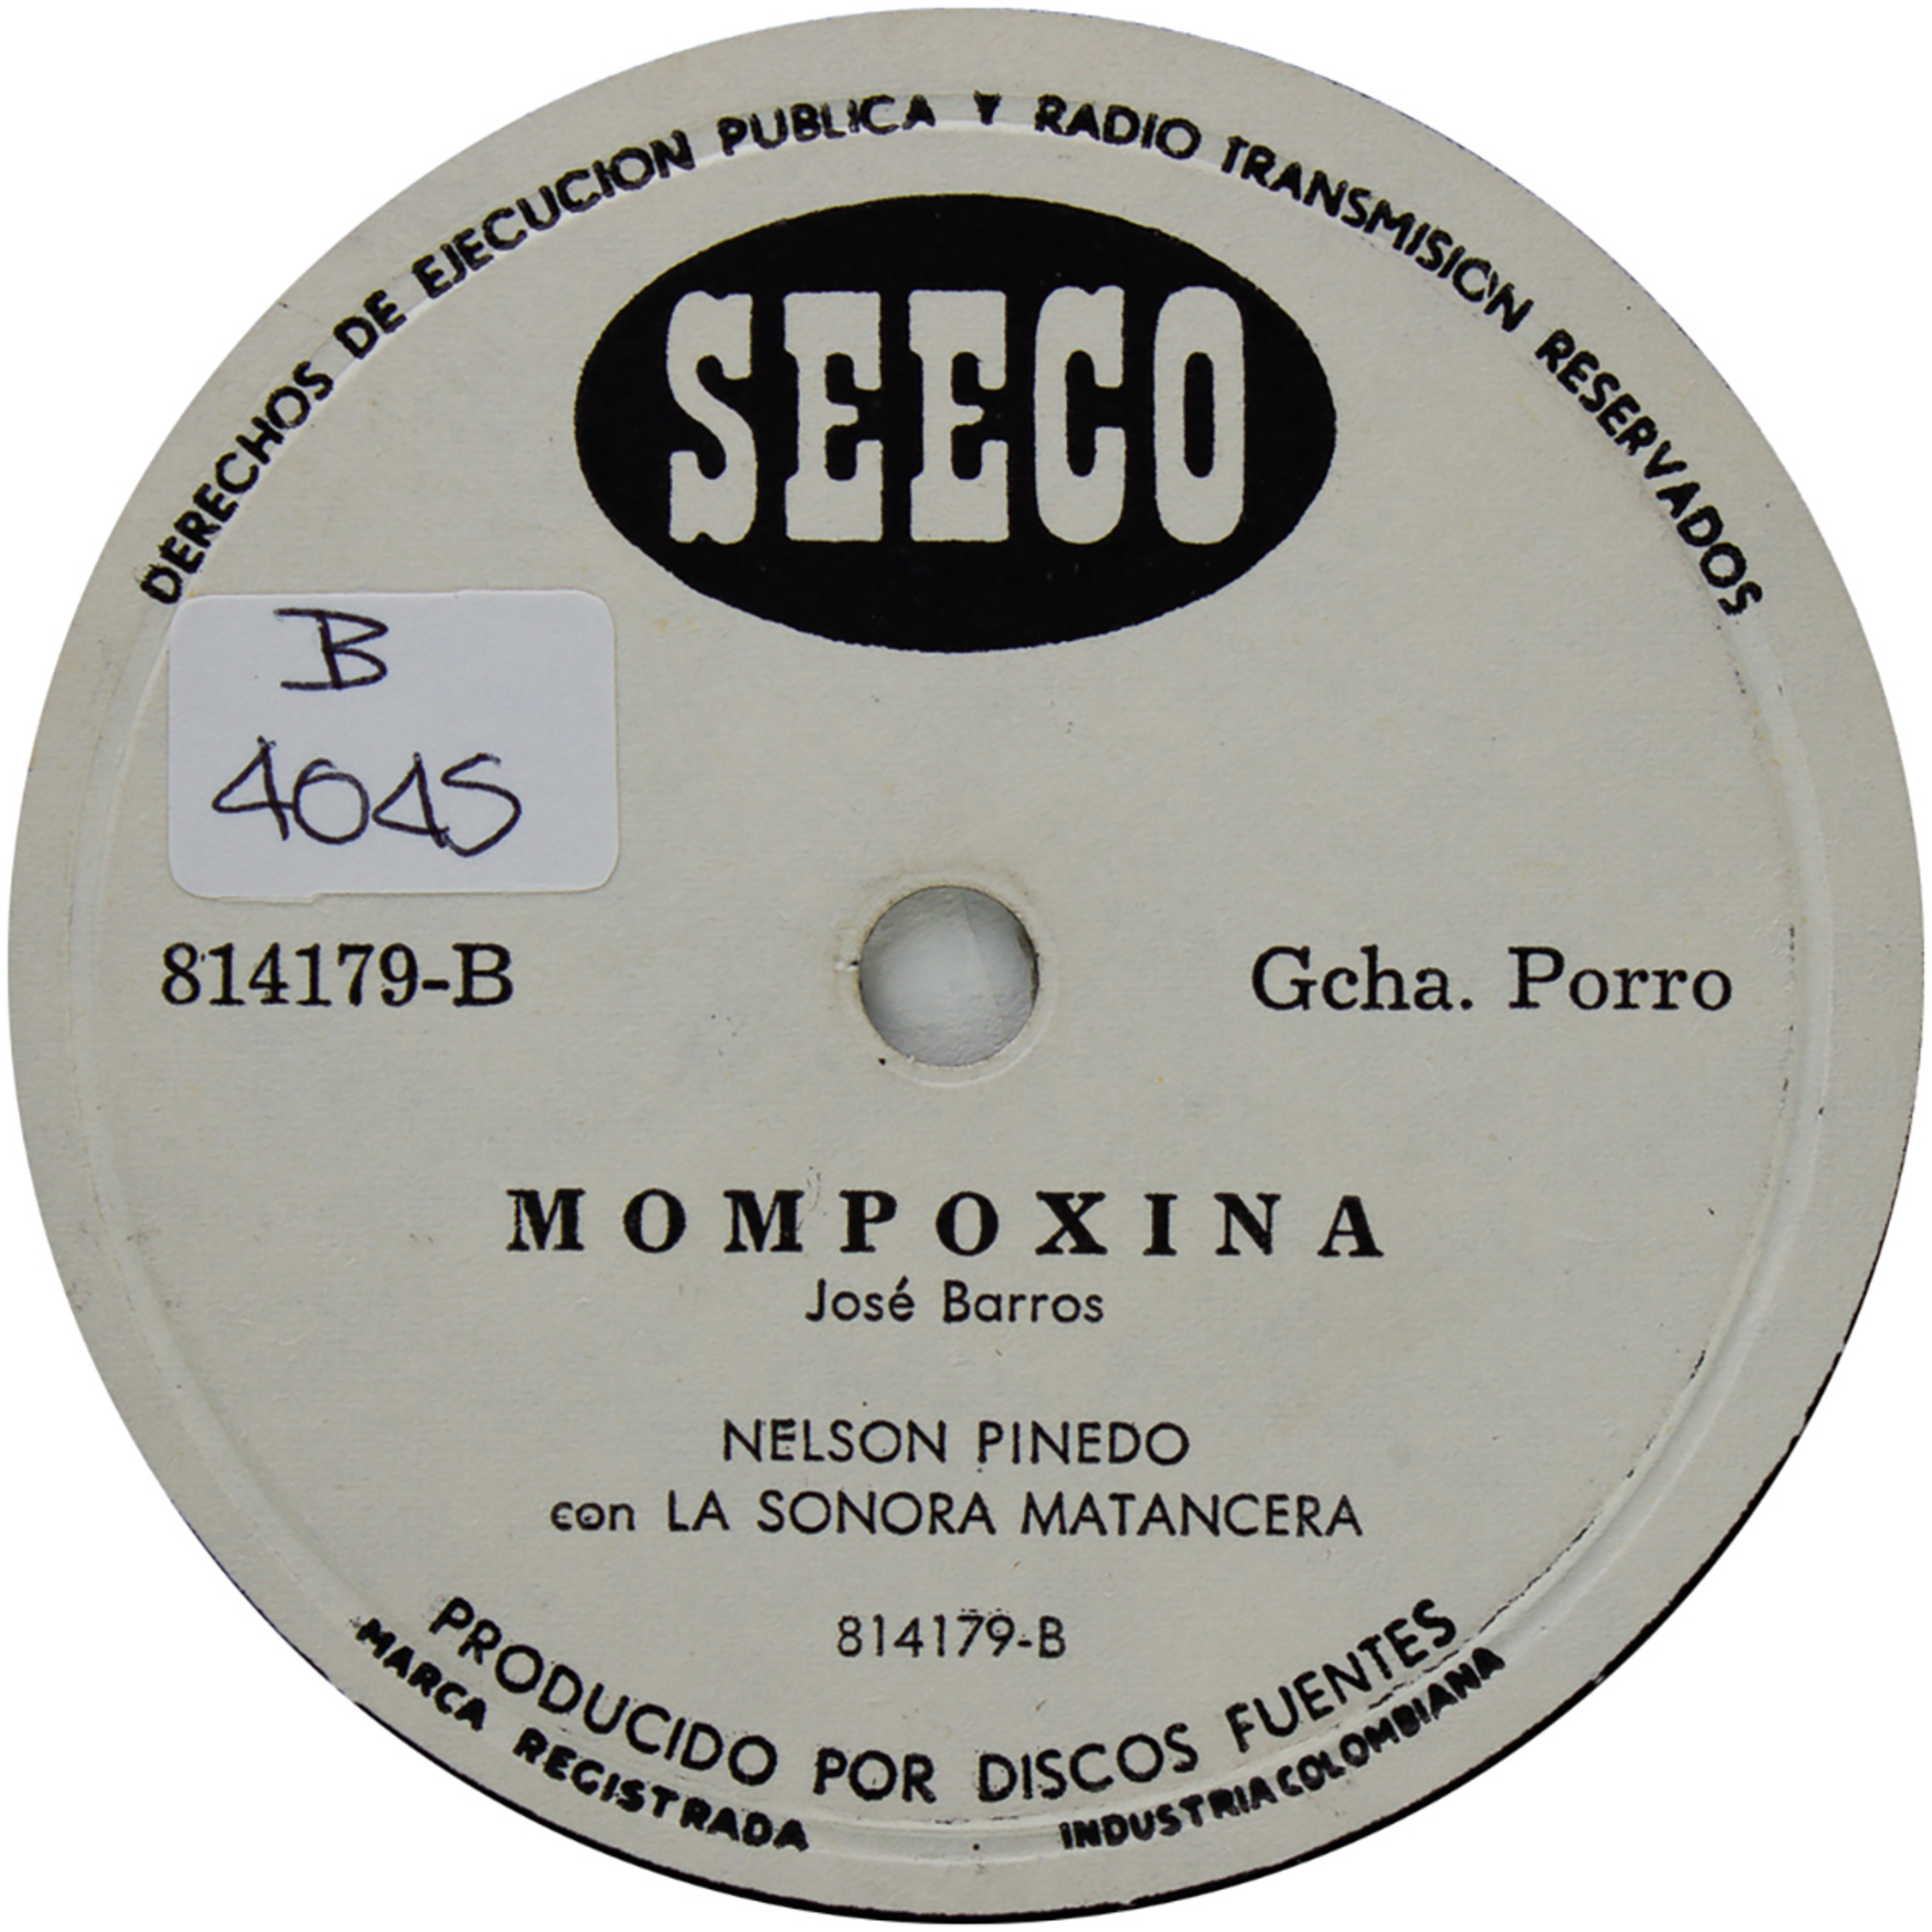 DERECHOS DE EJECUCION PUBLICA Y RADIO TRANSMISION RESERVADOS
SEECO
B
4045
814179-B
Gcha. Porro
MOMPOXINA
José Barros
NELSON PINEDO
con LA SONORA MATANCERA
814179-B
PRODUCIDO POR DISCOS FUENTES
MARCA REGISTRADA
INDUSTRIA COLOMBIANA